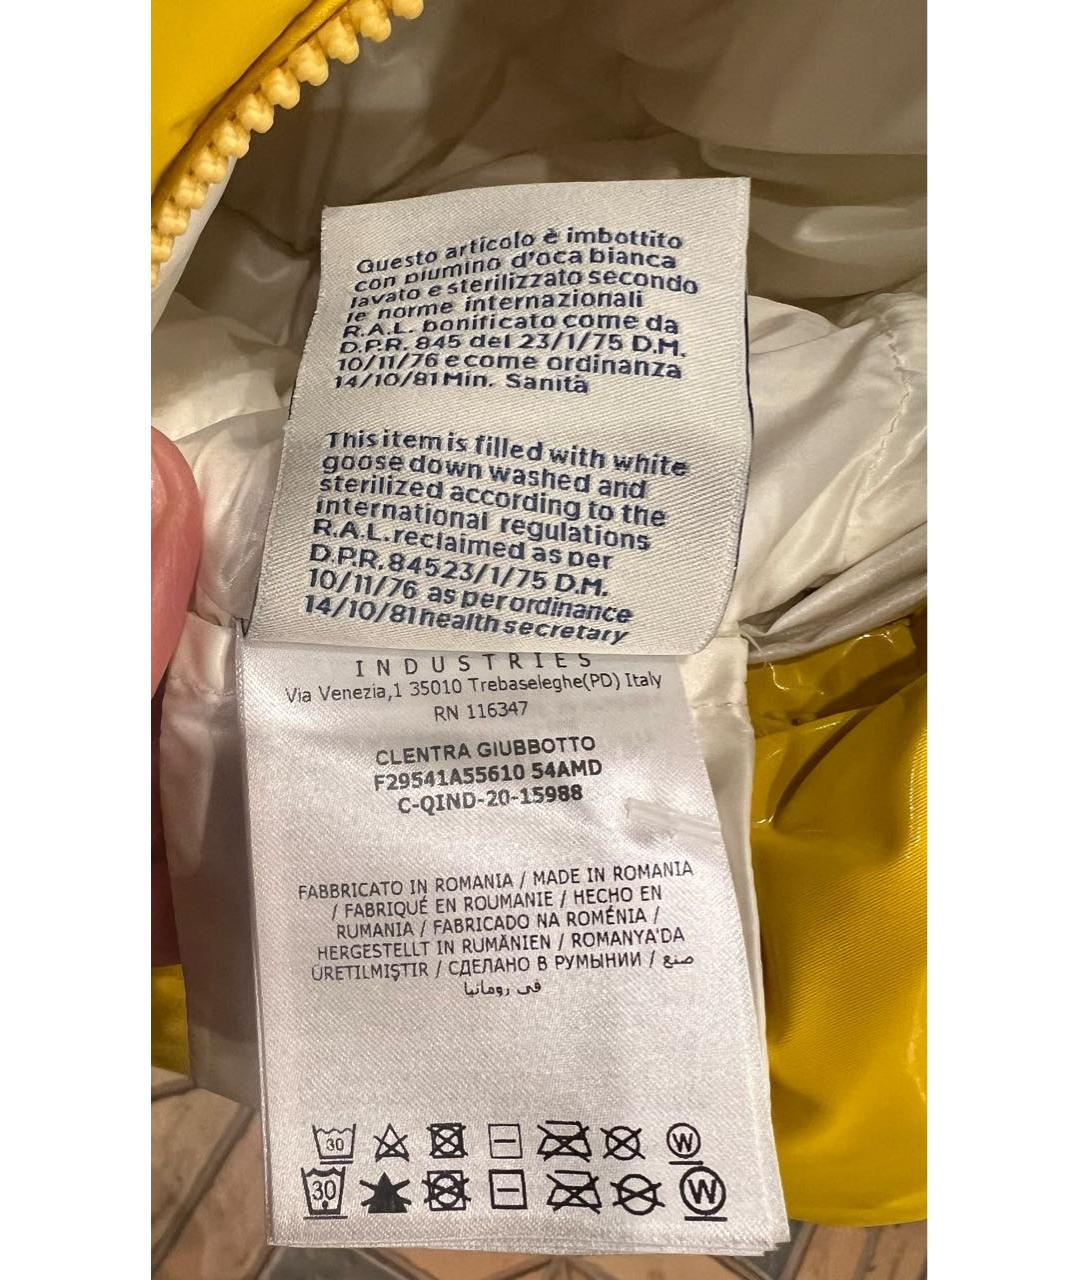 Questo articolo è imbottito
con piumino d'oca bianca
lavato e sterilizzato secondo
le norme internazionali
R.A.L. bonificato come da
D.P.R. 845 del 23/1/75 D.M.
10/11/76 e come ordinanza
14/10/81 Min. Sanità
This item is filled with white
goose down washed and
sterilized according to the
international regulations
R.A.L. reclaimed as per
D.P.R. 845 23/1/75 D.M.
10/11/76 as per ordinance
14/10/81 health secretary
INDUSTRIES
Via Venezia,1 35010 Trebaseleghe(PD) Italy
RN 116347
CLENTRA GIUBBOTTO
F29541A55610 54AMD
C-QIND-20-15988
FABBRICATO IN ROMANIA / MADE IN ROMANIA
/ FABRIQUÉ EN ROUMANIE / HECHO EN
RUMANIA / FABRICADO NA ROMÉNIA /
HERGESTELLT IN RUMÄNIEN / ROMANYA'DA
ÜRETILMIŞTIR / СДЕЛАНО В РУМЫНИИ / صنع
في رومانيا
30 W
30 W